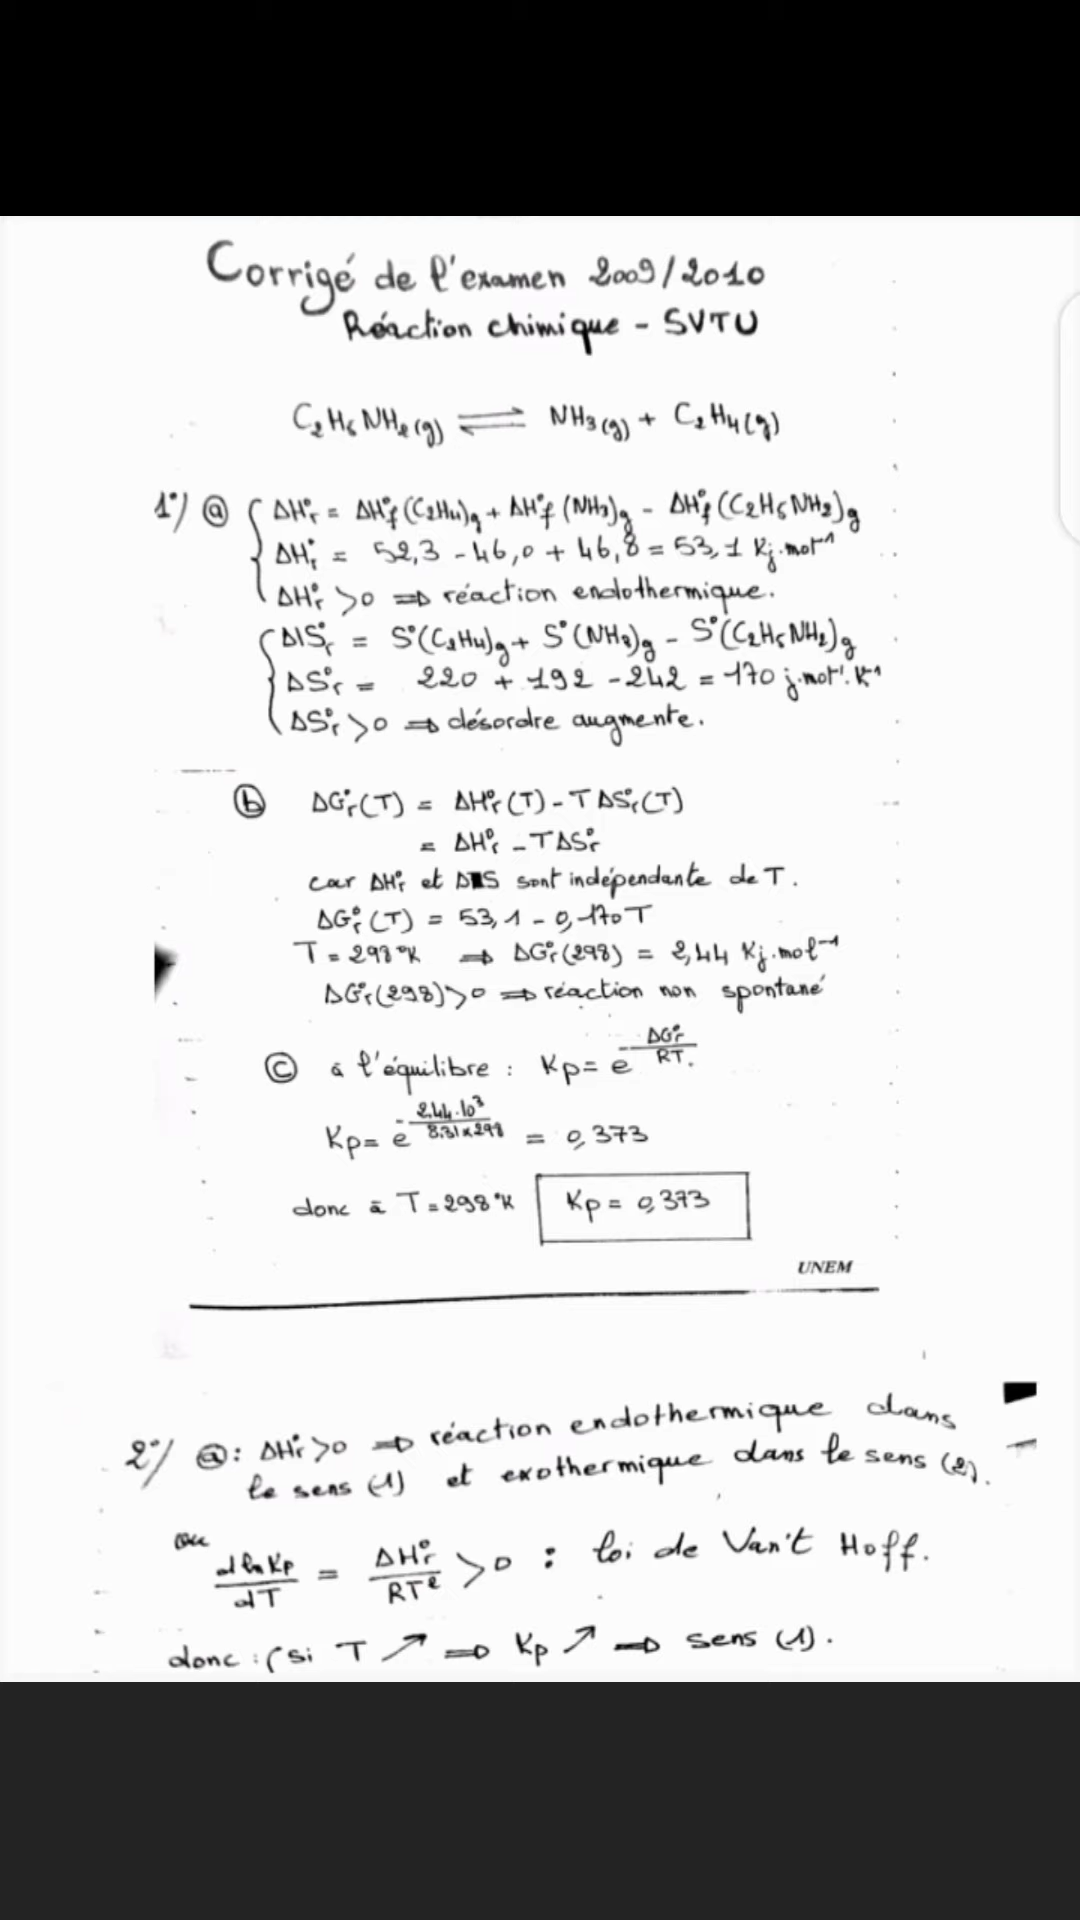 Corrigé de l'examen 2009/2010
Réaction chimique - SVTU
C₂H₅NH₂(g) ⇌ NH₃(g) + C₂H₄(g)
1°/ ⓐ { ΔH°r = ΔH°f(C₂H₄)g + ΔH°f(NH₃)g - ΔH°f(C₂H₅NH₂)g
ΔH°r = 52,3 - 46,0 + 46,8 = 53,1 Kj.mol⁻¹
ΔH°r > 0 ⇒ réaction endothermique.
{ ΔS°r = S°(C₂H₄)g + S°(NH₃)g - S°(C₂H₅NH₂)g
ΔS°r = 220 + 192 - 242 = 170 j.mol⁻¹.K⁻¹
ΔS°r > 0 ⇒ désordre augmente.
ⓑ ΔG°r(T) = ΔH°r(T) - TΔS°r(T)
= ΔH°r - TΔS°r
car ΔH°r et ΔS sont indépendante de T.
ΔG°r(T) = 53,1 - 0,170T
T = 298°K ⇒ ΔG°r(298) = 2,44 Kj.mol⁻¹
ΔG°r(298) > 0 ⇒ réaction non spontané
ⓒ à l'équilibre : Kp = e^(-ΔG°r/RT)
Kp = e^(-2,44.10³/8.31×298) = 0,373
donc à T = 298°K Kp = 0,373
UNEM
2°/ ⓐ: ΔH°r > 0 ⇒ réaction endothermique dans
le sens (1) et exothermique dans le sens (2).
ou d ln Kp/dT = ΔH°r/RT² > 0 : loi de Van't Hoff.
donc : { si T ↗ ⇒ Kp ↗ ⇒ sens (1).